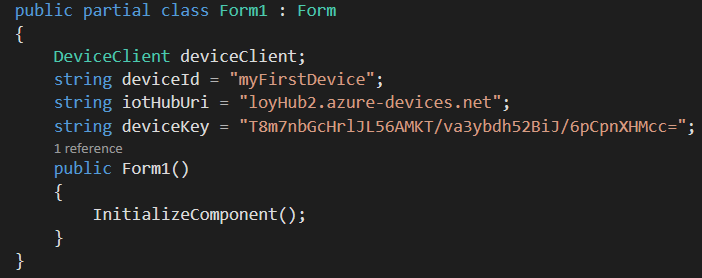 public partial class Form1 : Form
{
DeviceClient deviceClient;
string deviceId = "myFirstDevice";
string iotHubUri = "loyHub2.azure-devices.net";
string deviceKey = "T8m7nbGcHrlJL56AMKT/va3ybdh52BiJ/6pCpnXHMcc=";
1 reference
public Form1()
{
InitializeComponent();
}
}